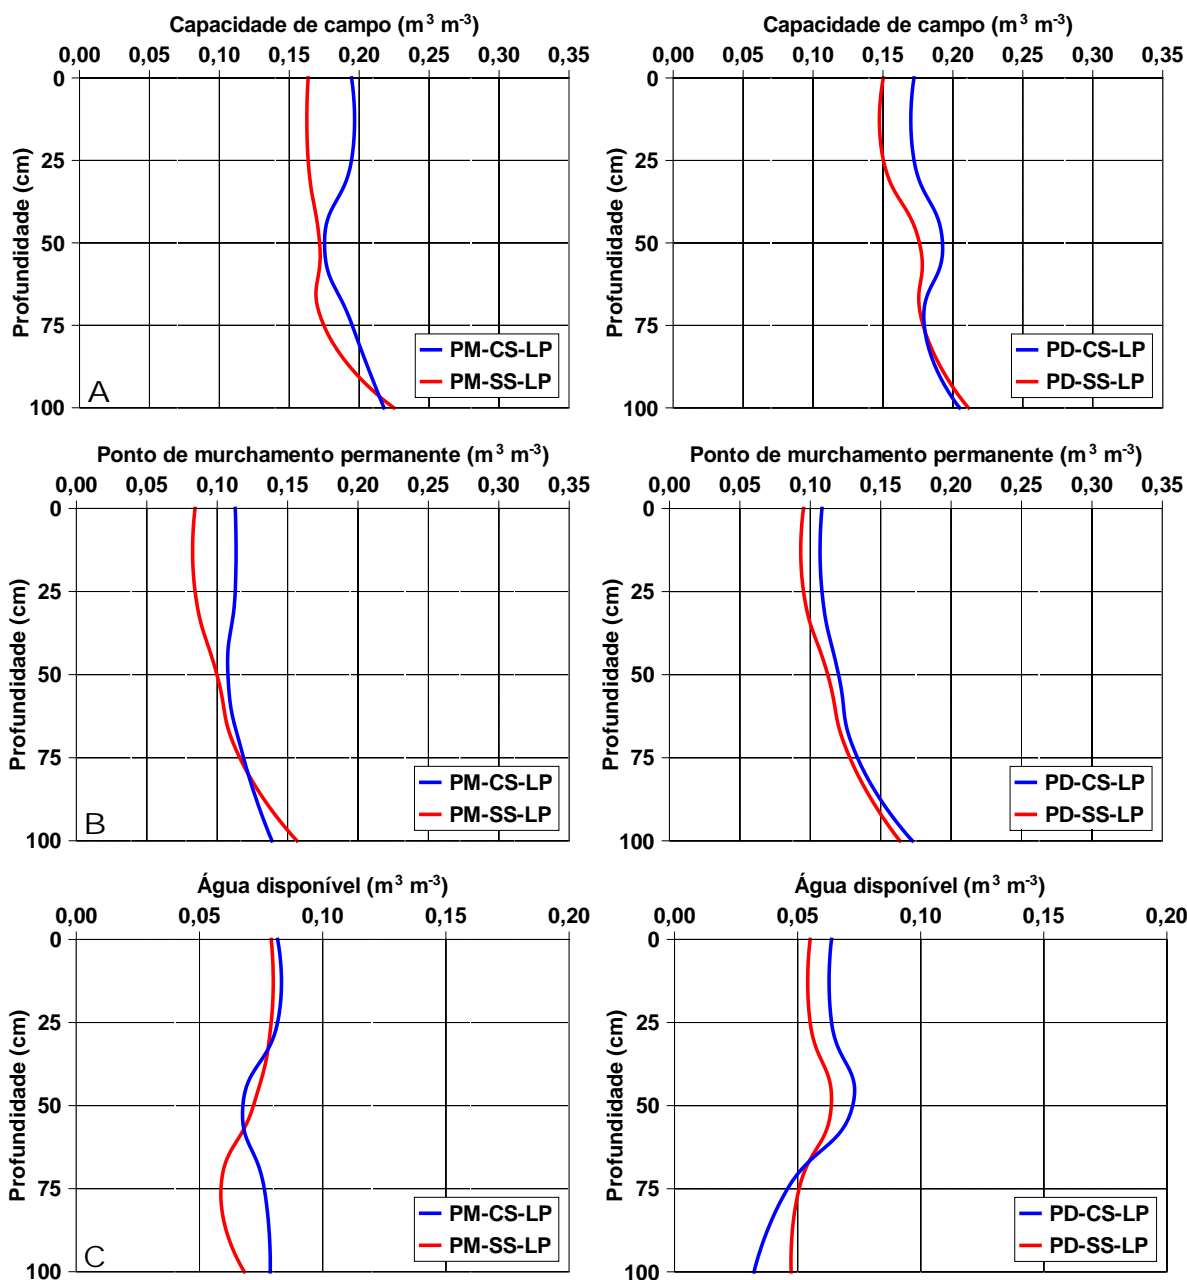 Capacidade de campo (m³ m⁻³)
0,00 0,05 0,10 0,15 0,20 0,25 0,30 0,35
0
25
50
75
100
Profundidade (cm)
PM-CS-LP
PM-SS-LP
A
Capacidade de campo (m³ m⁻³)
0,00 0,05 0,10 0,15 0,20 0,25 0,30 0,35
0
25
50
75
100
Profundidade (cm)
PD-CS-LP
PD-SS-LP
Ponto de murchamento permanente (m³ m⁻³)
0,00 0,05 0,10 0,15 0,20 0,25 0,30 0,35
0
25
50
75
100
Profundidade (cm)
PM-CS-LP
PM-SS-LP
B
Ponto de murchamento permanente (m³ m⁻³)
0,00 0,05 0,10 0,15 0,20 0,25 0,30 0,35
0
25
50
75
100
Profundidade (cm)
PD-CS-LP
PD-SS-LP
Água disponível (m³ m⁻³)
0,00 0,05 0,10 0,15 0,20
0
25
50
75
100
Profundidade (cm)
PM-CS-LP
PM-SS-LP
C
Água disponível (m³ m⁻³)
0,00 0,05 0,10 0,15 0,20
0
25
50
75
100
Profundidade (cm)
PD-CS-LP
PD-SS-LP